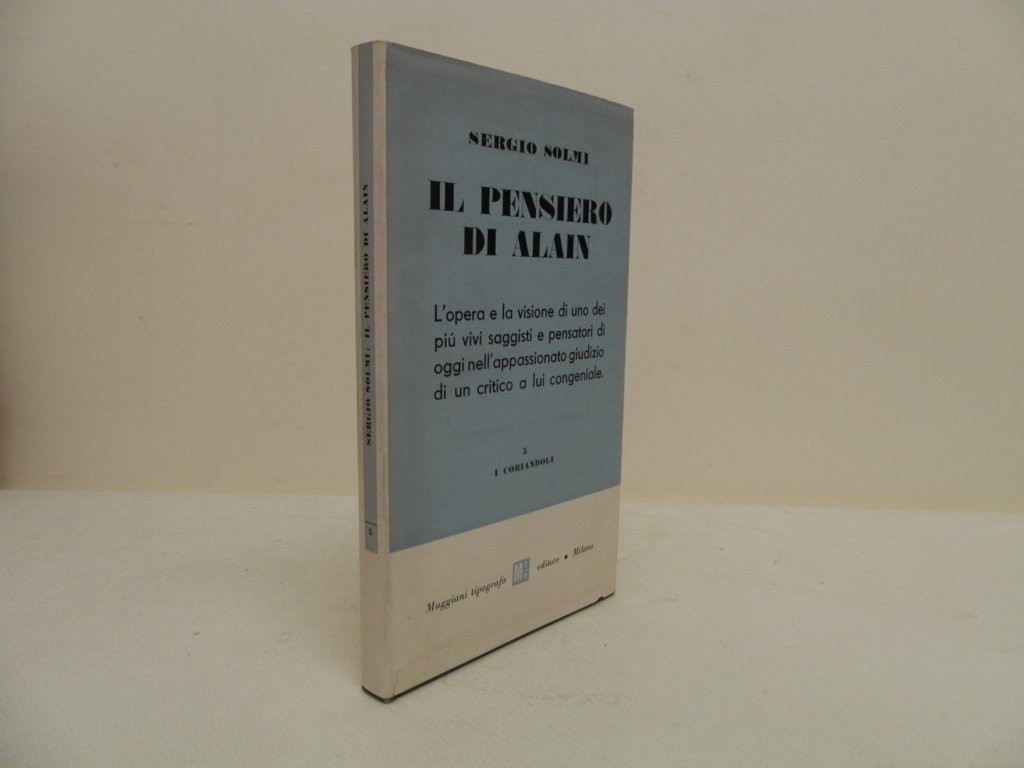 SERGIO SOLMI: IL PENSIERO DI ALAIN
5
SERGIO SOLMI
IL PENSIERO
DI ALAIN
L'opera e la visione di uno dei
piú vivi saggisti e pensatori di
oggi nell'appassionato giudizio
di un critico a lui congeniale.
5
I CORIANDOLI
Muggiani tipografo editore • Milano